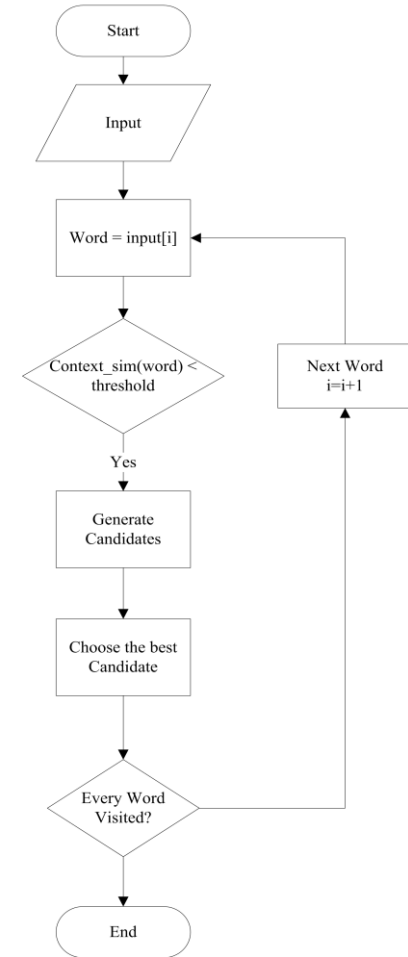 Start
Input
Word = input[i]
Context_sim(word) <
threshold
Next Word
i=i+1
Yes
Generate
Candidates
Choose the best
Candidate
Every Word
Visited?
End